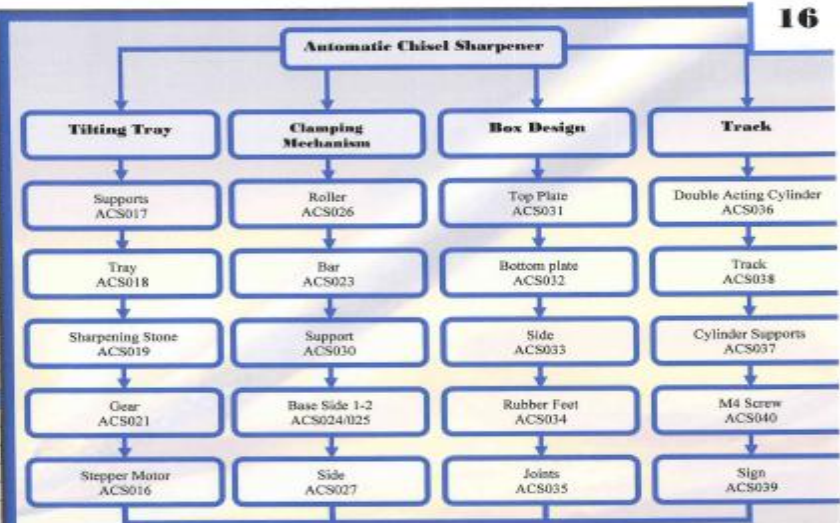 16
Automatic Chisel Sharpener
Tilting Tray
Clamping
Mechanism
Box Design
Track
Supports
ACS017
Roller
ACS026
Top Plate
ACS031
Double Acting Cylinder
ACS036
Tray
ACS018
Bar
ACS023
Bottom plate
ACS032
Track
ACS038
Sharpening Stone
ACS019
Support
ACS030
Side
ACS033
Cylinder Supports
ACS037
Gear
ACS021
Base Side 1-2
ACS024/025
Rubber Feet
ACS034
M4 Screw
ACS040
Stepper Motor
ACS016
Side
ACS027
Joints
ACS035
Sign
ACS039